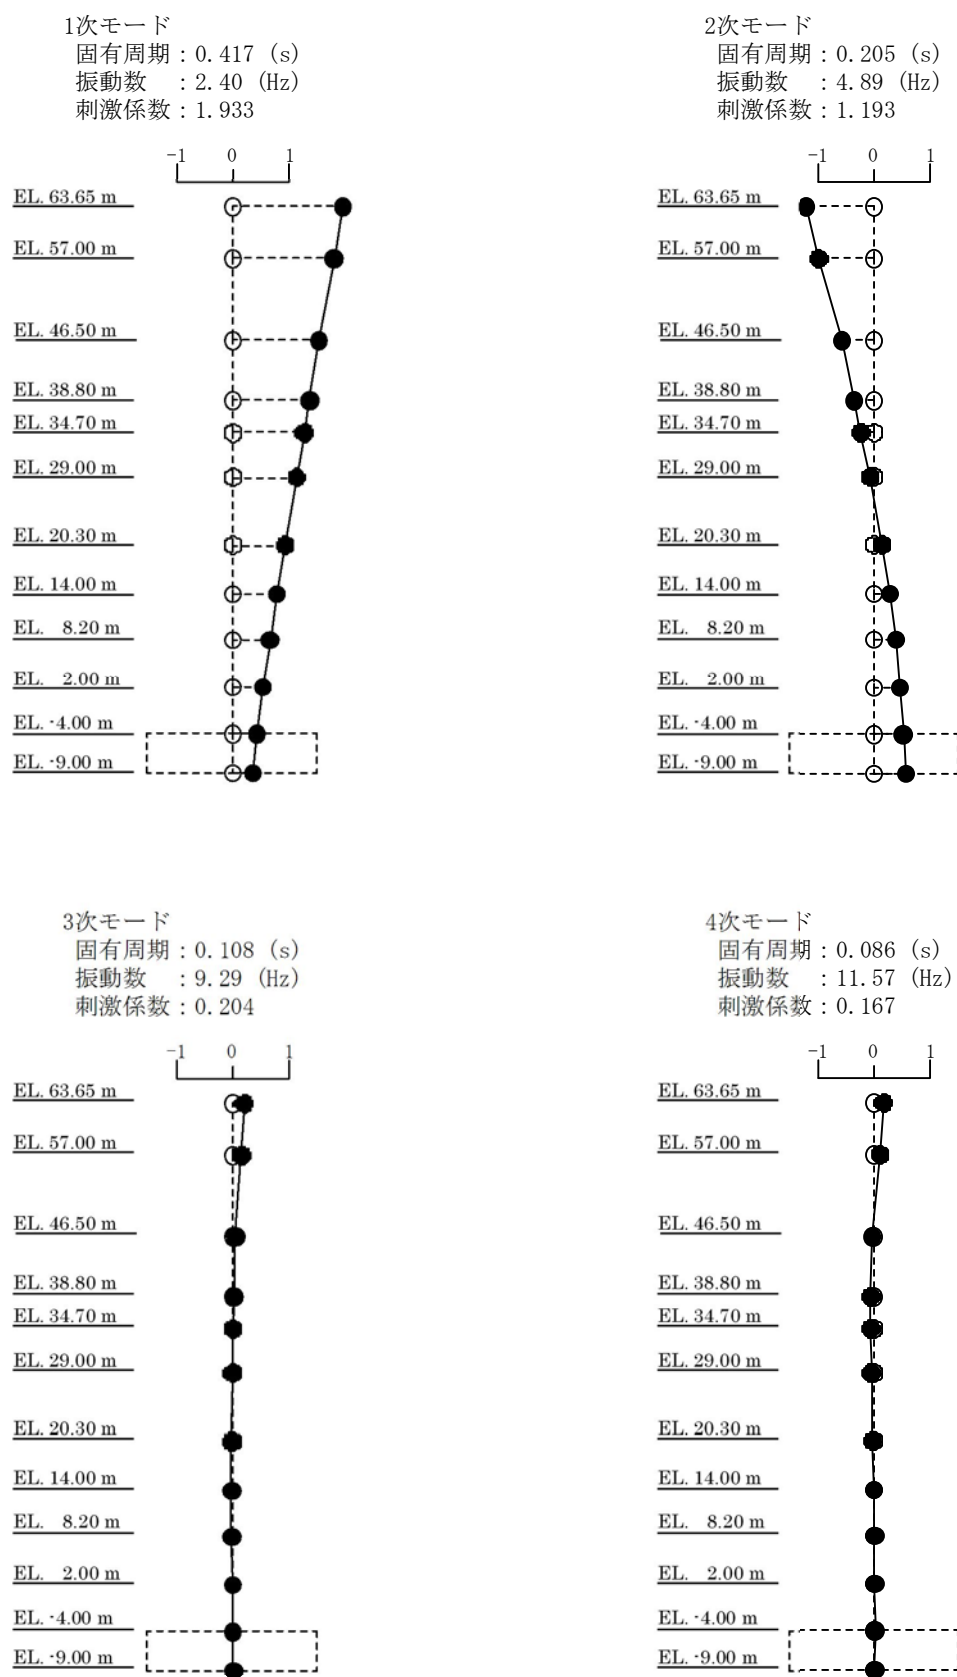 1次モード
固有周期：0.417 (s)
振動数　：2.40 (Hz)
刺激係数：1.933
-1 0 1
EL. 63.65 m
EL. 57.00 m
EL. 46.50 m
EL. 38.80 m
EL. 34.70 m
EL. 29.00 m
EL. 20.30 m
EL. 14.00 m
EL. 8.20 m
EL. 2.00 m
EL. -4.00 m
EL. -9.00 m
2次モード
固有周期：0.205 (s)
振動数　：4.89 (Hz)
刺激係数：1.193
-1 0 1
EL. 63.65 m
EL. 57.00 m
EL. 46.50 m
EL. 38.80 m
EL. 34.70 m
EL. 29.00 m
EL. 20.30 m
EL. 14.00 m
EL. 8.20 m
EL. 2.00 m
EL. -4.00 m
EL. -9.00 m
3次モード
固有周期：0.108 (s)
振動数　：9.29 (Hz)
刺激係数：0.204
-1 0 1
EL. 63.65 m
EL. 57.00 m
EL. 46.50 m
EL. 38.80 m
EL. 34.70 m
EL. 29.00 m
EL. 20.30 m
EL. 14.00 m
EL. 8.20 m
EL. 2.00 m
EL. -4.00 m
EL. -9.00 m
4次モード
固有周期：0.086 (s)
振動数　：11.57 (Hz)
刺激係数：0.167
-1 0 1
EL. 63.65 m
EL. 57.00 m
EL. 46.50 m
EL. 38.80 m
EL. 34.70 m
EL. 29.00 m
EL. 20.30 m
EL. 14.00 m
EL. 8.20 m
EL. 2.00 m
EL. -4.00 m
EL. -9.00 m